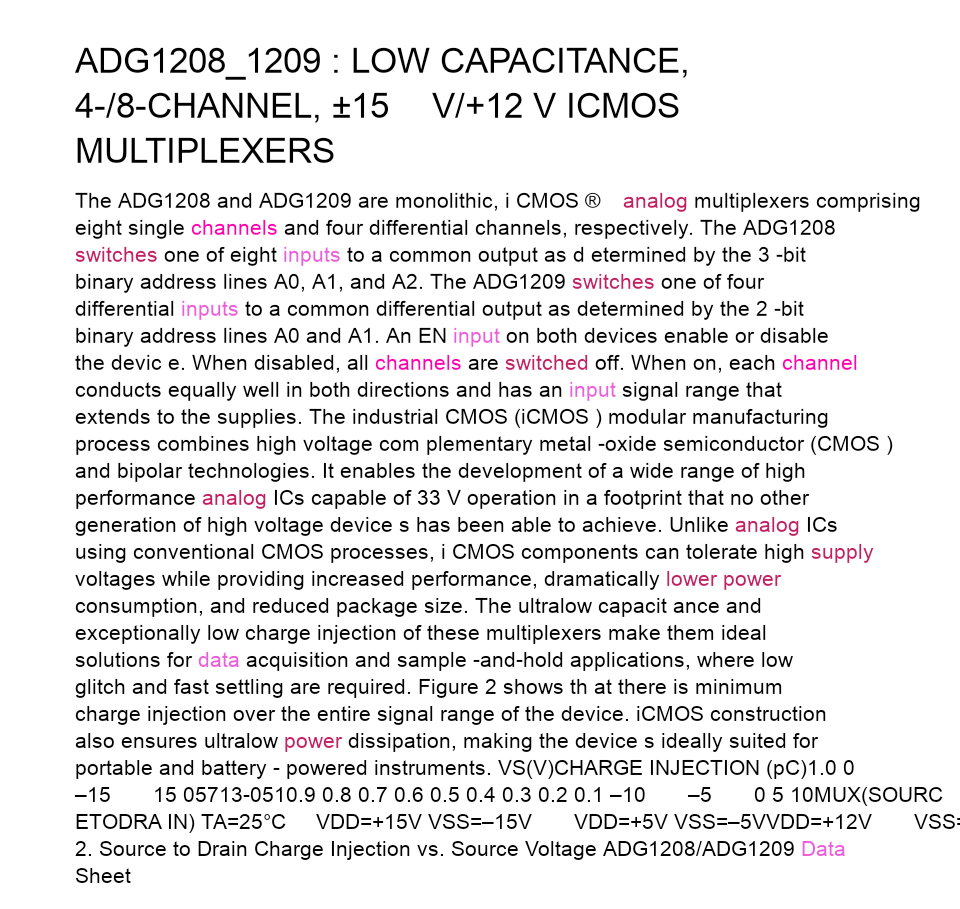 ADG1208_1209 : LOW CAPACITANCE,
4-/8-CHANNEL, ±15 V/+12 V ICMOS
MULTIPLEXERS
The ADG1208 and ADG1209 are monolithic, i CMOS ® analog multiplexers comprising
eight single channels and four differential channels, respectively. The ADG1208
switches one of eight inputs to a common output as d etermined by the 3 -bit
binary address lines A0, A1, and A2. The ADG1209 switches one of four
differential inputs to a common differential output as determined by the 2 -bit
binary address lines A0 and A1. An EN input on both devices enable or disable
the devic e. When disabled, all channels are switched off. When on, each channel
conducts equally well in both directions and has an input signal range that
extends to the supplies. The industrial CMOS (iCMOS ) modular manufacturing
process combines high voltage com plementary metal -oxide semiconductor (CMOS )
and bipolar technologies. It enables the development of a wide range of high
performance analog ICs capable of 33 V operation in a footprint that no other
generation of high voltage device s has been able to achieve. Unlike analog ICs
using conventional CMOS processes, i CMOS components can tolerate high supply
voltages while providing increased performance, dramatically lower power
consumption, and reduced package size. The ultralow capacit ance and
exceptionally low charge injection of these multiplexers make them ideal
solutions for data acquisition and sample -and-hold applications, where low
glitch and fast settling are required. Figure 2 shows th at there is minimum
charge injection over the entire signal range of the device. iCMOS construction
also ensures ultralow power dissipation, making the device s ideally suited for
portable and battery - powered instruments. VS(V)CHARGE INJECTION (pC)1.0 0
–15 15 05713-0510.9 0.8 0.7 0.6 0.5 0.4 0.3 0.2 0.1 –10 –5 0 5 10MUX(SOURC
ETODRA IN) TA=25°C VDD=+15V VSS=–15V VDD=+5V VSS=–5VVDD=+12V VSS=
2. Source to Drain Charge Injection vs. Source Voltage ADG1208/ADG1209 Data
Sheet